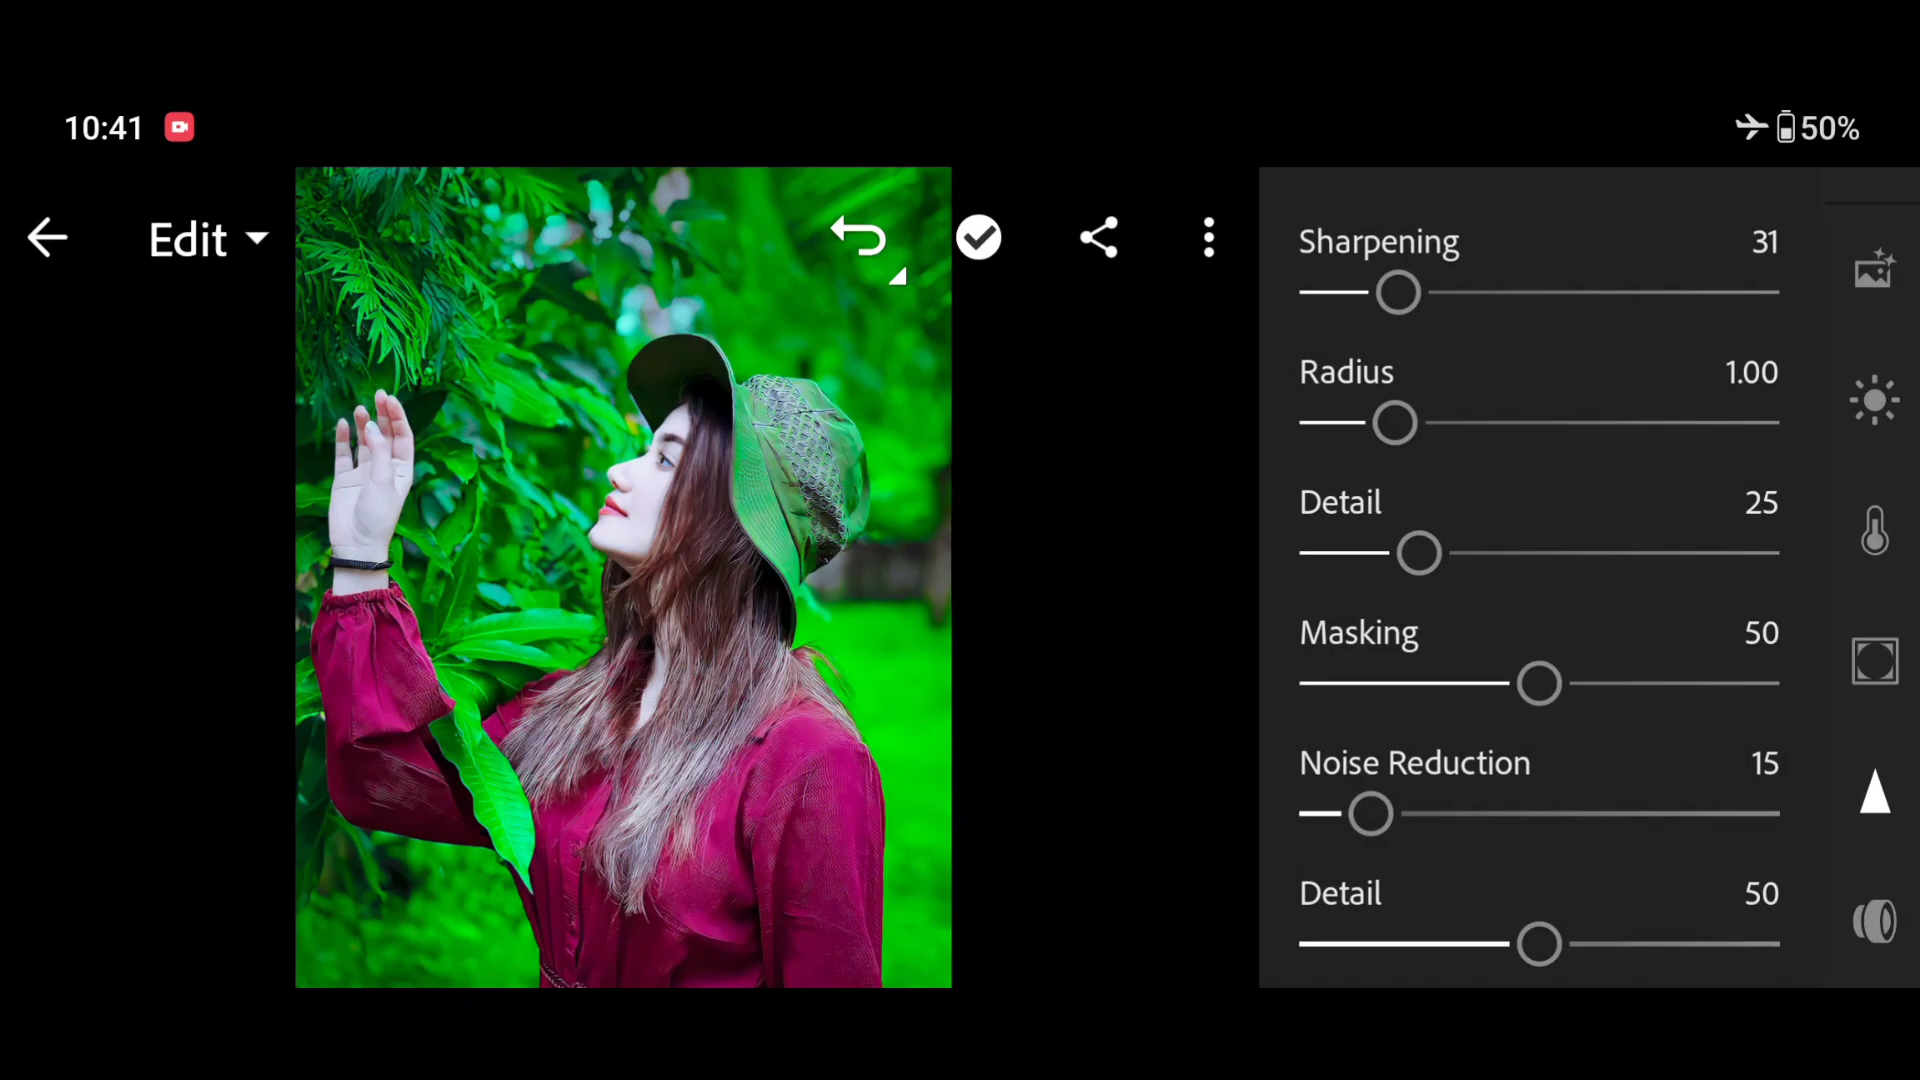 10:41
50%
Edit
Sharpening 31
Radius 1.00
Detail 25
Masking 50
Noise Reduction 15
Detail 50